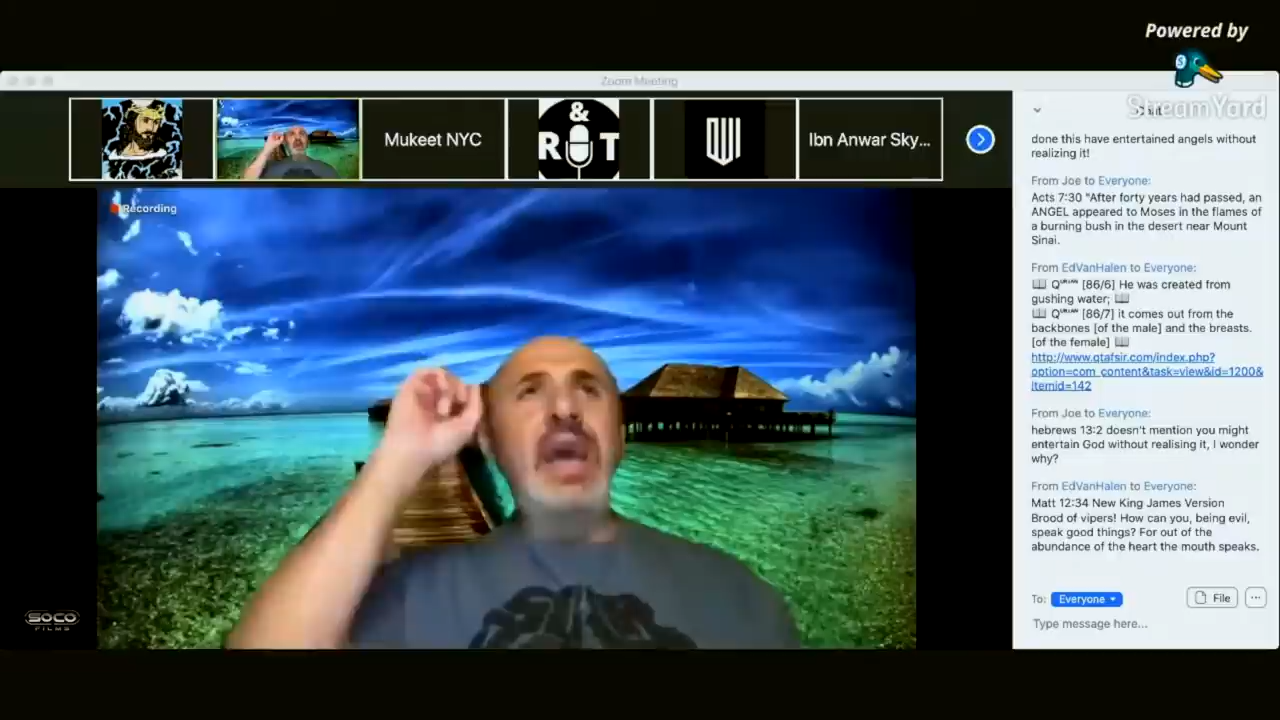 Powered by
StreamYard
Zoom Meeting
&
R T
Mukeet NYC
Ibn Anwar Sky...
Recording
SOCO
FILMS
done this have entertained angels without
realizing it!
From Joe to Everyone:
Acts 7:30 "After forty years had passed, an
ANGEL appeared to Moses in the flames of
a burning bush in the desert near Mount
Sinai.
From EdVanHalen to Everyone:
📖 Qᵁᴿᴬᴺ [86/6] He was created from
gushing water; 📖
📖 Qᵁᴿᴬᴺ [86/7] it comes out from the
backbones [of the male] and the breasts.
[of the female] 📖
http://www.qtafsir.com/index.php?
option=com_content&task=view&id=1200&
Itemid=142
From Joe to Everyone:
hebrews 13:2 doesn't mention you might
entertain God without realising it, I wonder
why?
From EdVanHalen to Everyone:
Matt 12:34 New King James Version
Brood of vipers! How can you, being evil,
speak good things? For out of the
abundance of the heart the mouth speaks.
To: Everyone
File
Type message here...